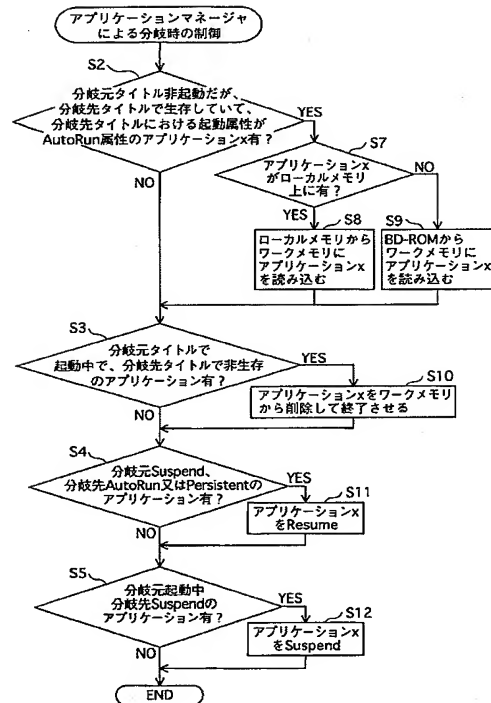 アプリケーションマネージャ
による分岐時の制御
S2
分岐元タイトル非起動だが、
分岐先タイトルで生存していて、
分岐先タイトルにおける起動属性が
AutoRun属性のアプリケーションx有?
YES
NO
S7
アプリケーションx
がローカルメモリ
上に有?
NO
YES
S8
ローカルメモリから
ワークメモリに
アプリケーションx
を読み込む
S9
BD-ROMから
ワークメモリに
アプリケーションx
を読み込む
S3
分岐元タイトルで
起動中で、分岐先タイトルで非生存
のアプリケーション有?
YES
NO
S10
アプリケーションxをワークメモリ
から削除して終了させる
S4
分岐元Suspend、
分岐先AutoRun又はPersistentの
アプリケーション有?
YES
NO
S11
アプリケーションx
をResume
S5
分岐元起動中
分岐先Suspendの
アプリケーション有?
YES
NO
S12
アプリケーションx
をSuspend
END